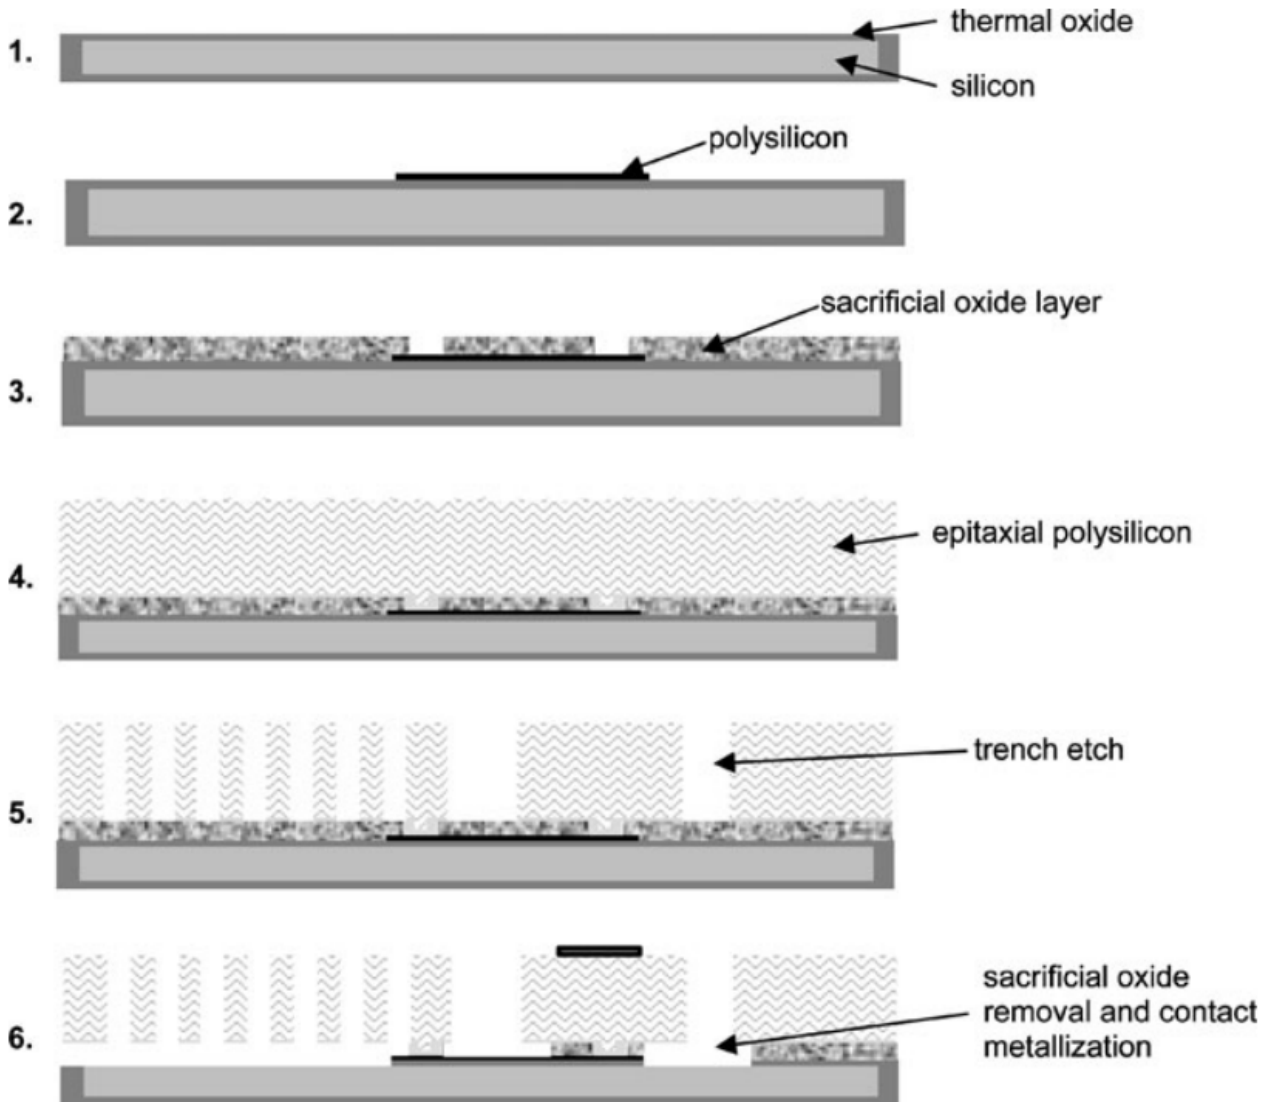 thermal oxide
1.
silicon
polysilicon
2.
sacrificial oxide layer
3.
epitaxial polysilicon
4.
trench etch
5.
sacrificial oxide
removal and contact
metallization
6.